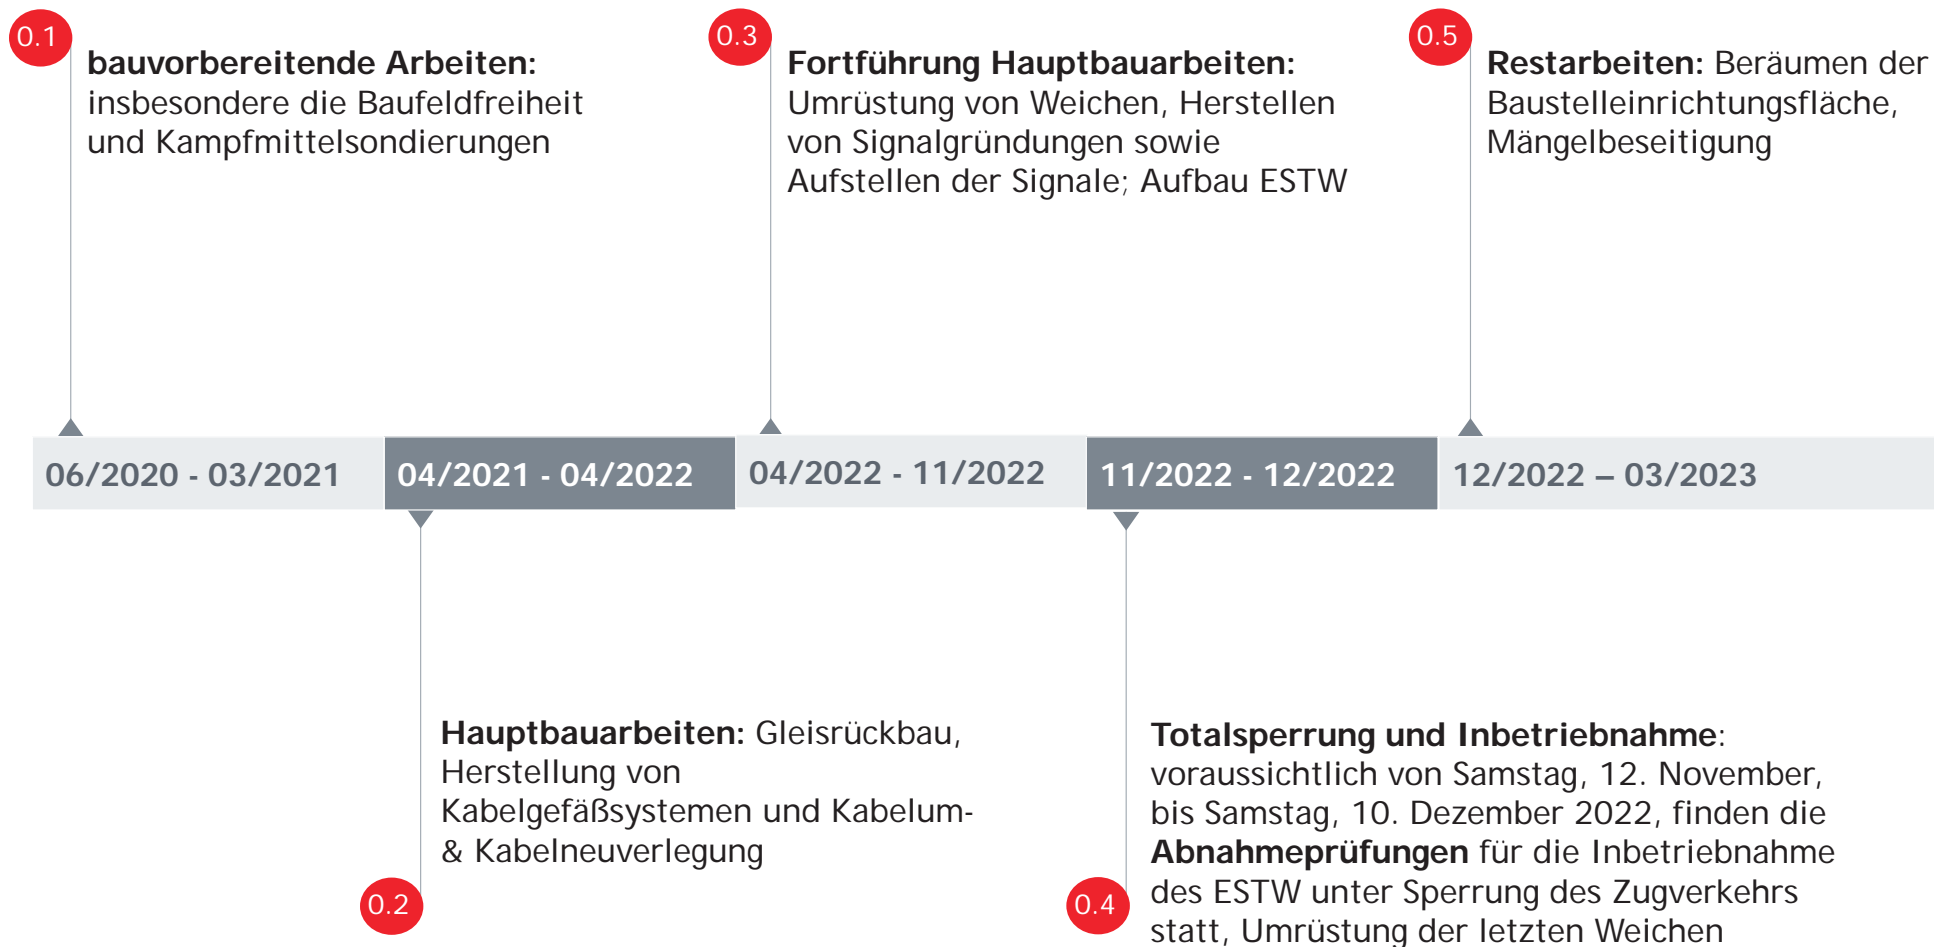 0.1
bauvorbereitende Arbeiten:
insbesondere die Baufeldfreiheit
und Kampfmittelsondierungen
0.3
Fortführung Hauptbauarbeiten:
Umrüstung von Weichen, Herstellen
von Signalgründungen sowie
Aufstellen der Signale; Aufbau ESTW
0.5
Restarbeiten: Beräumen der
Baustelleinrichtungsfläche,
Mängelbeseitigung
06/2020 - 03/2021
04/2021 - 04/2022
04/2022 - 11/2022
11/2022 - 12/2022
12/2022 – 03/2023
Hauptbauarbeiten: Gleisrückbau,
Herstellung von
Kabelgefäßsystemen und Kabelum-
& Kabelneuverlegung
0.2
Totalsperrung und Inbetriebnahme:
voraussichtlich von Samstag, 12. November,
bis Samstag, 10. Dezember 2022, finden die
Abnahmeprüfungen für die Inbetriebnahme
des ESTW unter Sperrung des Zugverkehrs
statt, Umrüstung der letzten Weichen
0.4